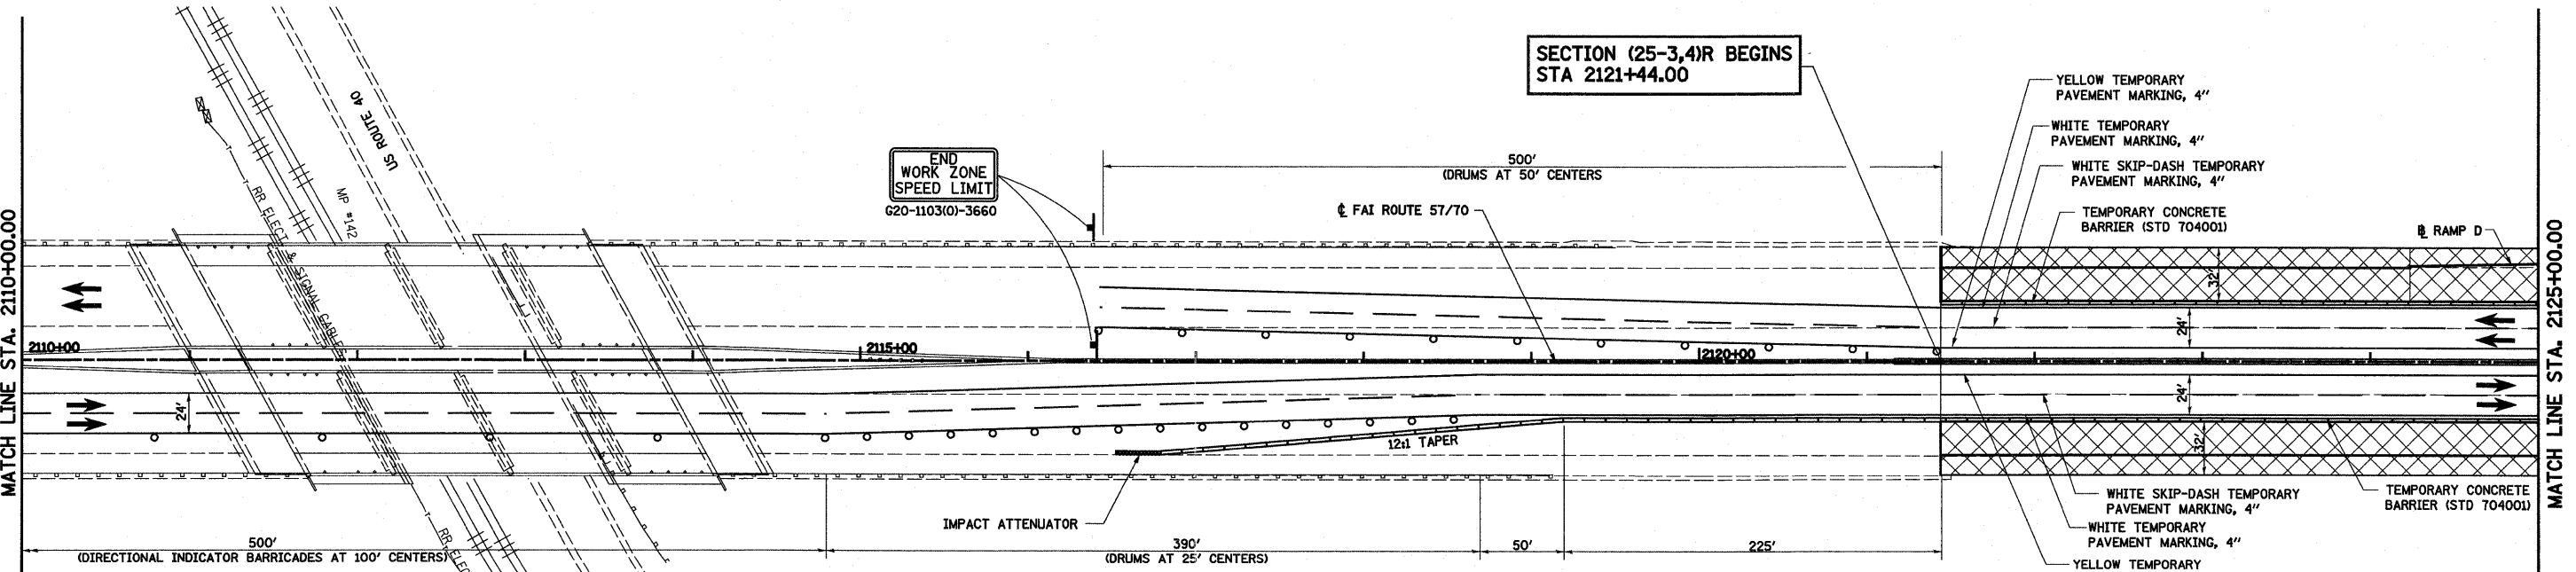 SECTION (25-3,4)R BEGINS
STA 2121+44.00
YELLOW TEMPORARY
PAVEMENT MARKING, 4"
WHITE TEMPORARY
PAVEMENT MARKING, 4"
WHITE SKIP-DASH TEMPORARY
PAVEMENT MARKING, 4"
TEMPORARY CONCRETE
BARRIER (STD 704001)
℄ RAMP D
US ROUTE 40
MP #142
RR ELECT & SIGNAL CABLES
END
WORK ZONE
SPEED LIMIT
G20-1103(0)-3660
500'
(DRUMS AT 50' CENTERS
℄ FAI ROUTE 57/70
MATCH LINE STA. 2110+00.00
MATCH LINE STA. 2125+00.00
32'
24'
2110+00
2115+00
2120+00
24'
24'
12:1 TAPER
32'
IMPACT ATTENUATOR
WHITE SKIP-DASH TEMPORARY
PAVEMENT MARKING, 4"
WHITE TEMPORARY
PAVEMENT MARKING, 4"
YELLOW TEMPORARY
TEMPORARY CONCRETE
BARRIER (STD 704001)
RR ELEC
500'
(DIRECTIONAL INDICATOR BARRICADES AT 100' CENTERS)
390'
(DRUMS AT 25' CENTERS)
50'
225'